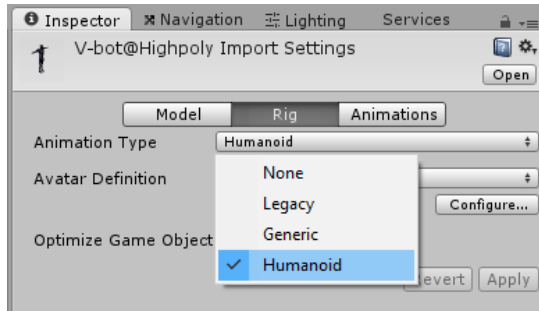 Inspector Navigation Lighting Services
V-bot@Highpoly Import Settings
Open
Model Rig Animations
Animation Type Humanoid
None
Avatar Definition
Legacy
Configure...
Generic
Optimize Game Object
Humanoid
Apply